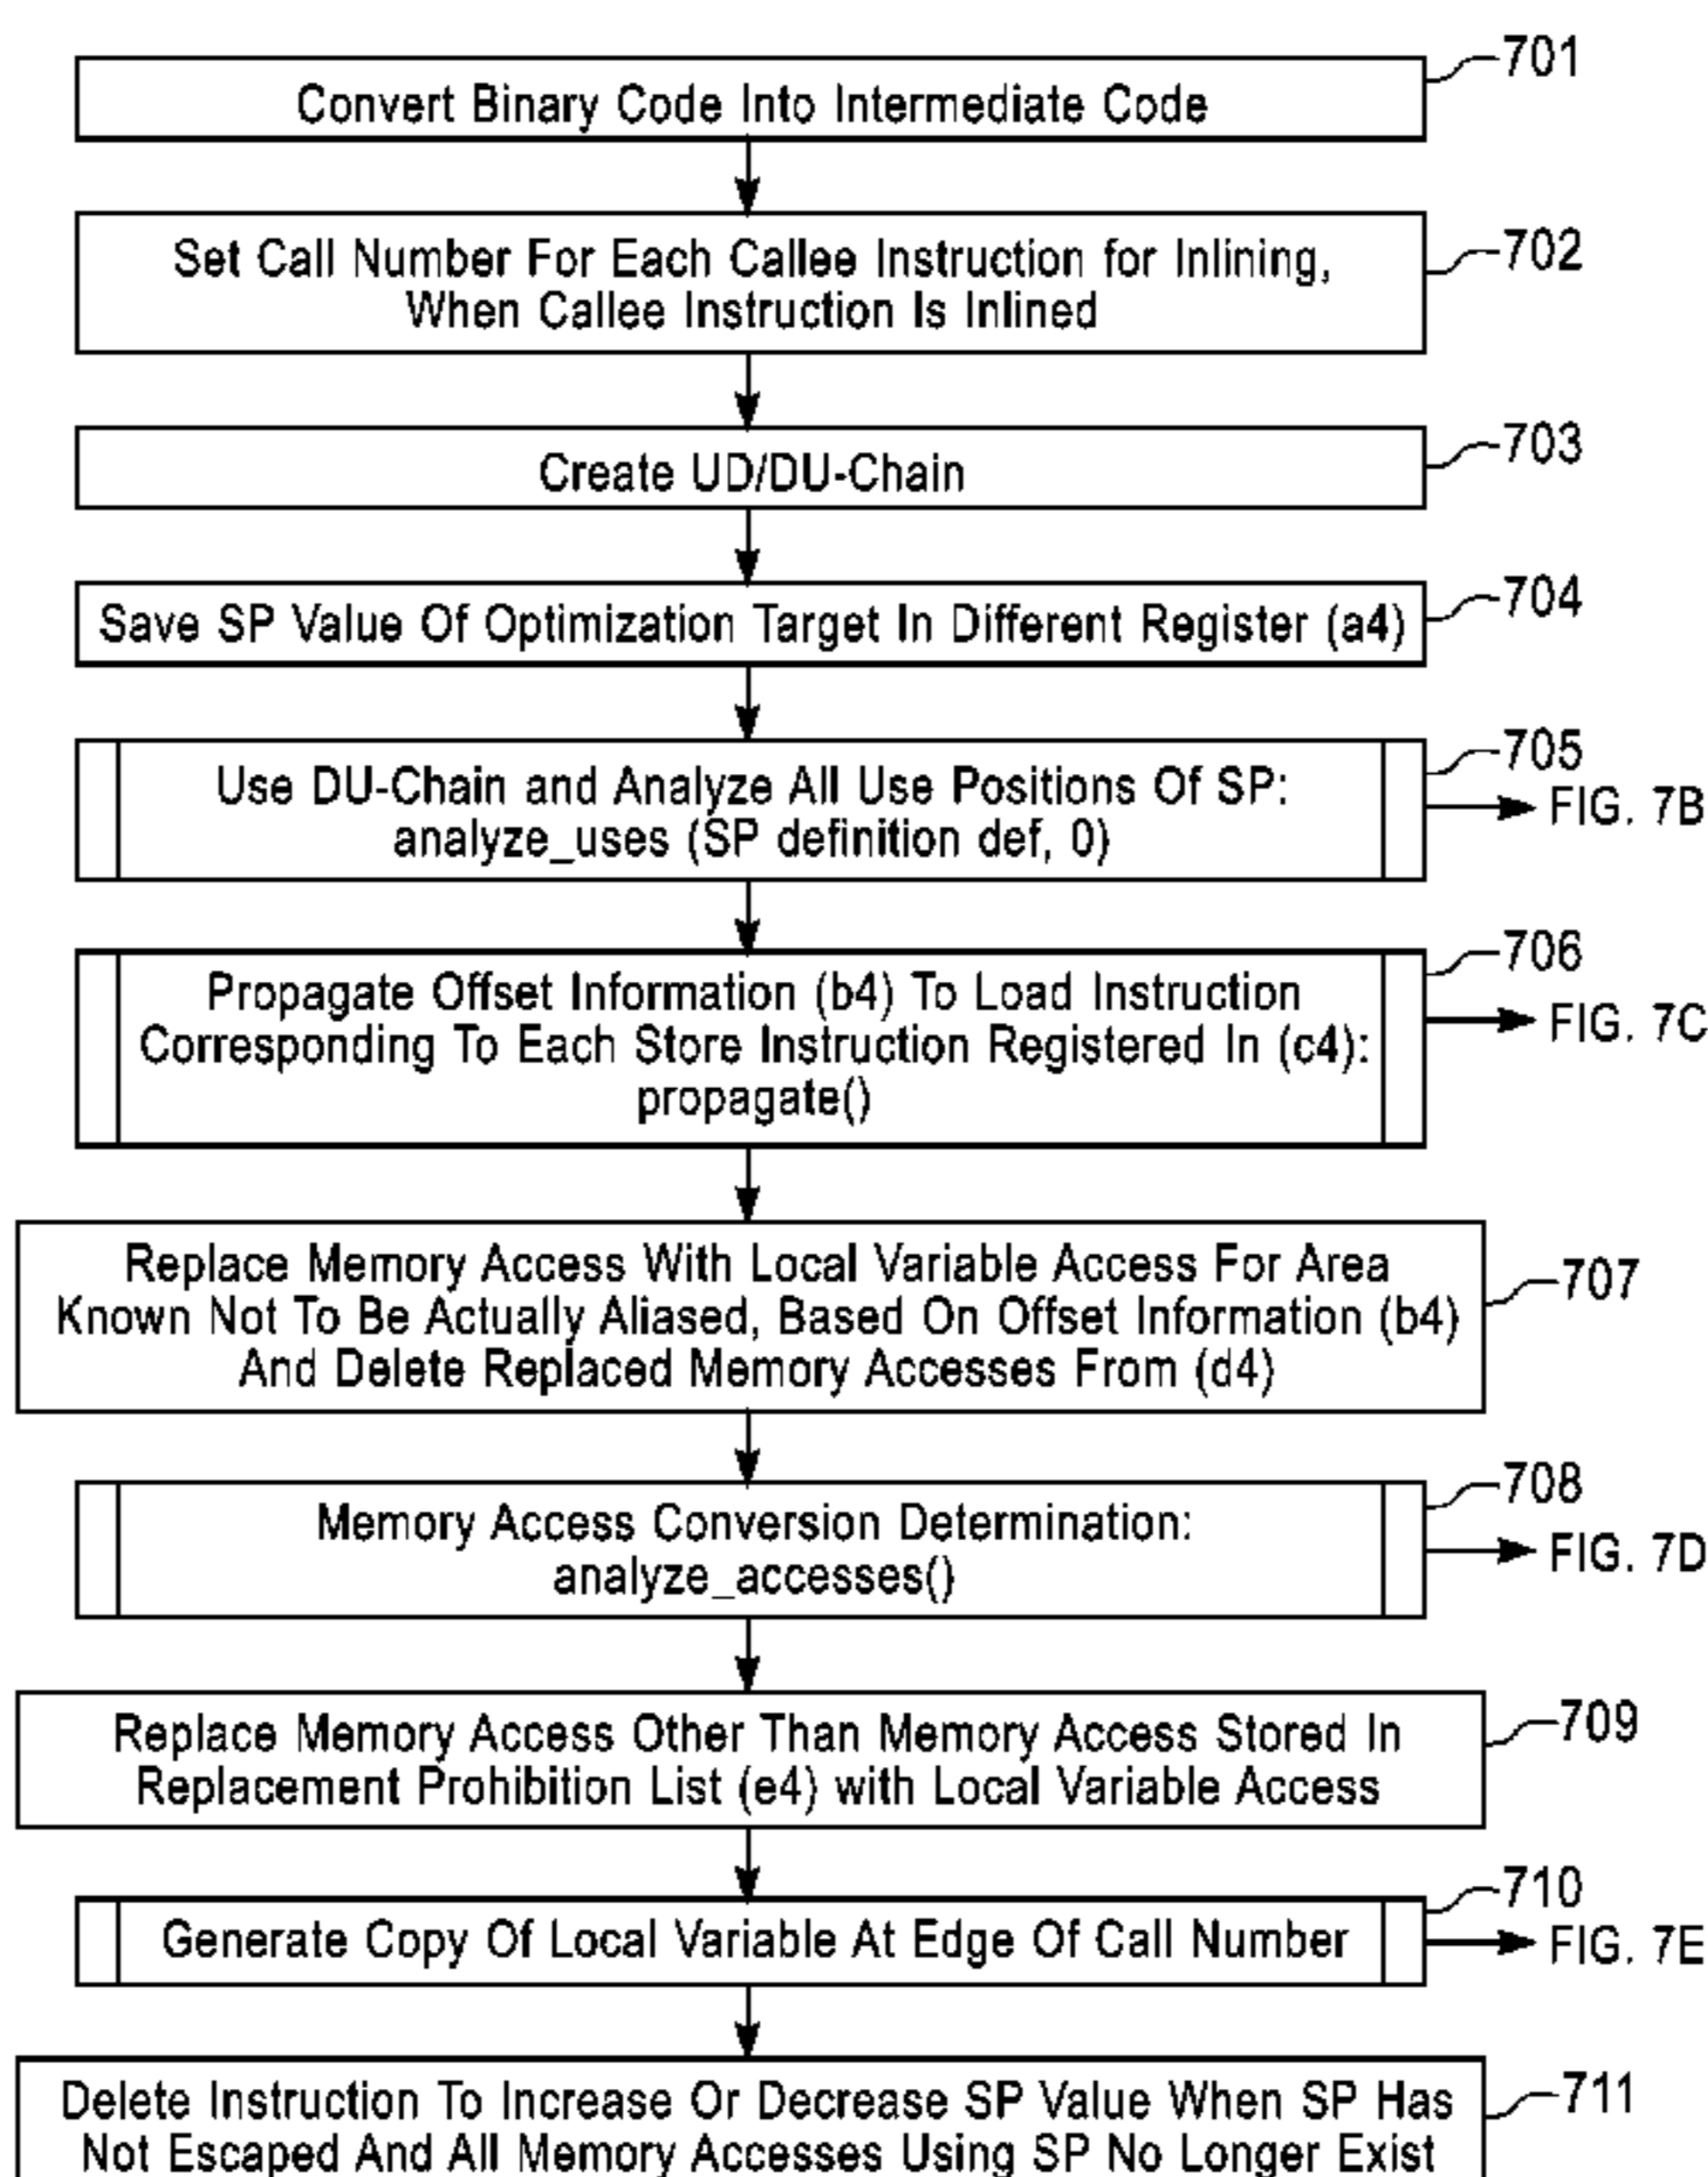 701
Convert Binary Code Into Intermediate Code
702
Set Call Number For Each Callee Instruction for Inlining,
When Callee Instruction Is Inlined
703
Create UD/DU-Chain
704
Save SP Value Of Optimization Target In Different Register (a4)
705
Use DU-Chain and Analyze All Use Positions Of SP:
analyze_uses (SP definition def, 0)
FIG. 7B
706
Propagate Offset Information (b4) To Load Instruction
Corresponding To Each Store Instruction Registered In (c4):
propagate()
FIG. 7C
707
Replace Memory Access With Local Variable Access For Area
Known Not To Be Actually Aliased, Based On Offset Information (b4)
And Delete Replaced Memory Accesses From (d4)
708
Memory Access Conversion Determination:
analyze_accesses()
FIG. 7D
709
Replace Memory Access Other Than Memory Access Stored In
Replacement Prohibition List (e4) with Local Variable Access
710
Generate Copy Of Local Variable At Edge Of Call Number
FIG. 7E
711
Delete Instruction To Increase Or Decrease SP Value When SP Has
Not Escaped And All Memory Accesses Using SP No Longer Exist